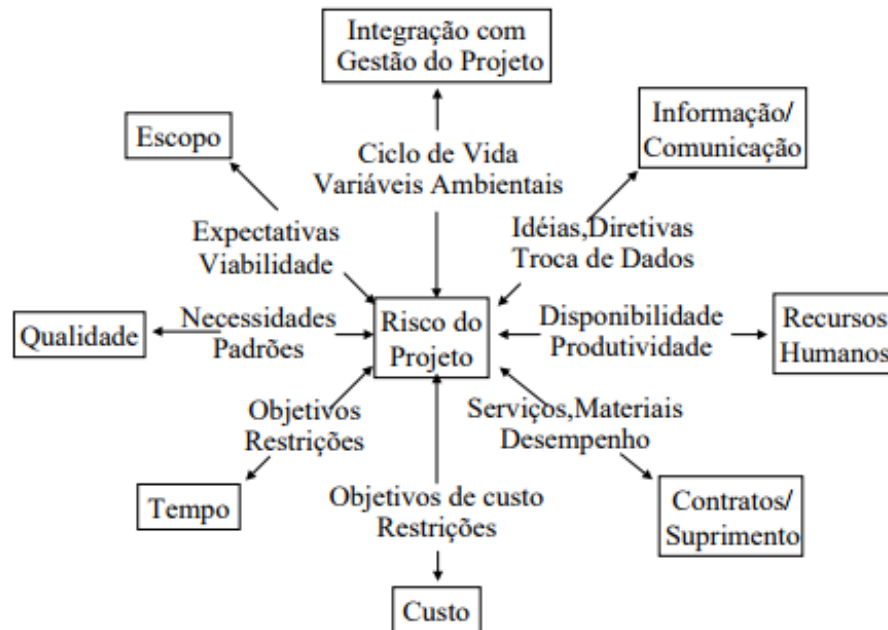 Integração com
Gestão do Projeto
Informação/
Comunicação
Escopo
Ciclo de Vida
Variáveis Ambientais
Idéias,Diretivas
Troca de Dados
Expectativas
Viabilidade
Qualidade
Necessidades
Padrões
Risco do
Projeto
Disponibilidade
Produtividade
Recursos
Humanos
Objetivos
Restrições
Serviços,Materiais
Desempenho
Tempo
Objetivos de custo
Restrições
Contratos/
Suprimento
Custo